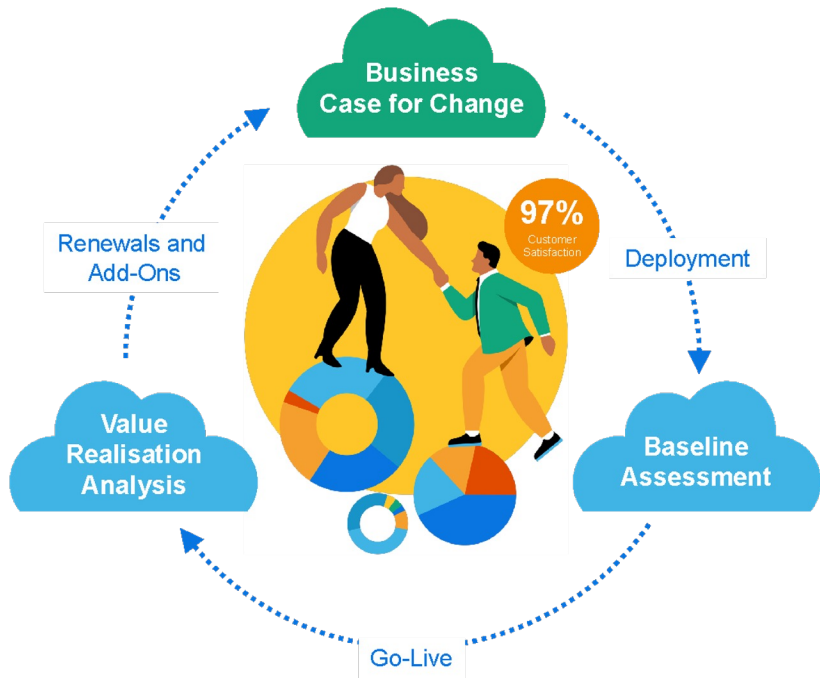 Business
Case for Change
97%
Customer
Satisfaction
Renewals and
Add-Ons
Deployment
Value
Realisation
Analysis
Baseline
Assessment
Go-Live